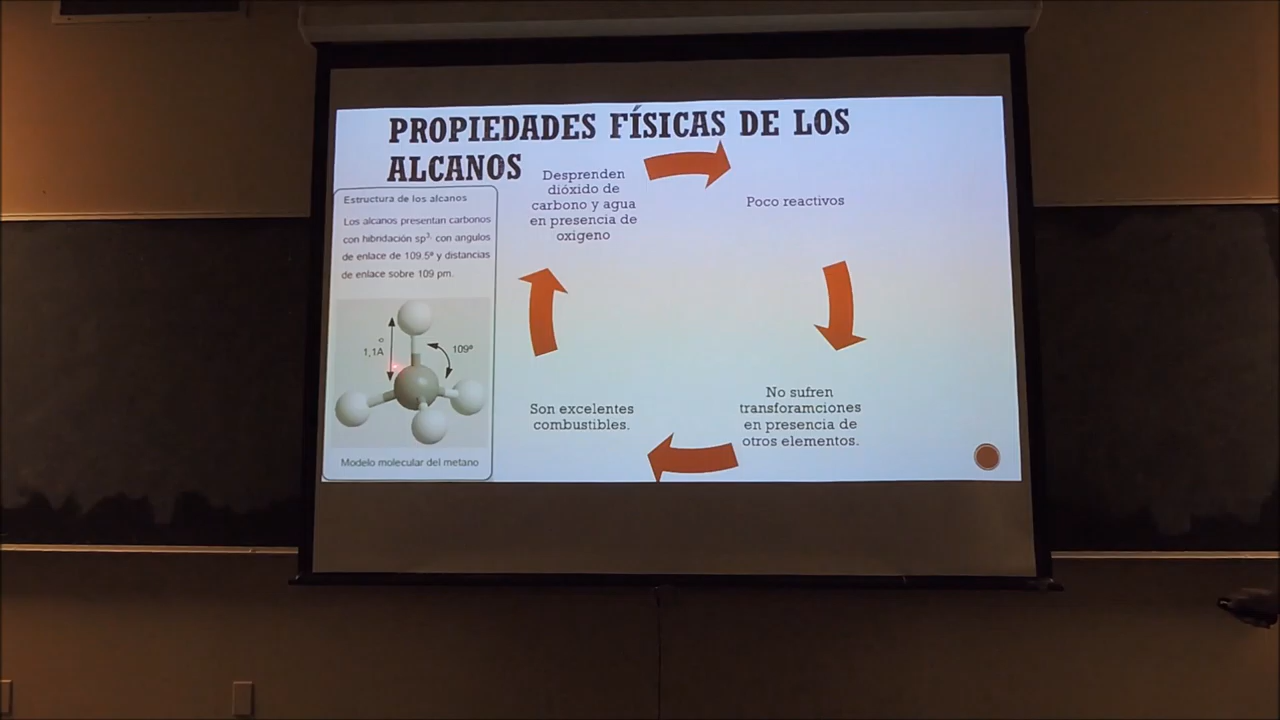 PROPIEDADES FÍSICAS DE LOS
ALCANOS
Estructura de los alcanos
Los alcanos presentan carbonos
con hibridación sp3, con angulos
de enlace de 109.5º y distancias
de enlace sobre 109 pm.
1,1A
109º
Modelo molecular del metano
Desprenden
dióxido de
carbono y agua
en presencia de
oxigeno
Poco reactivos
No sufren
transforamciones
en presencia de
otros elementos.
Son excelentes
combustibles.